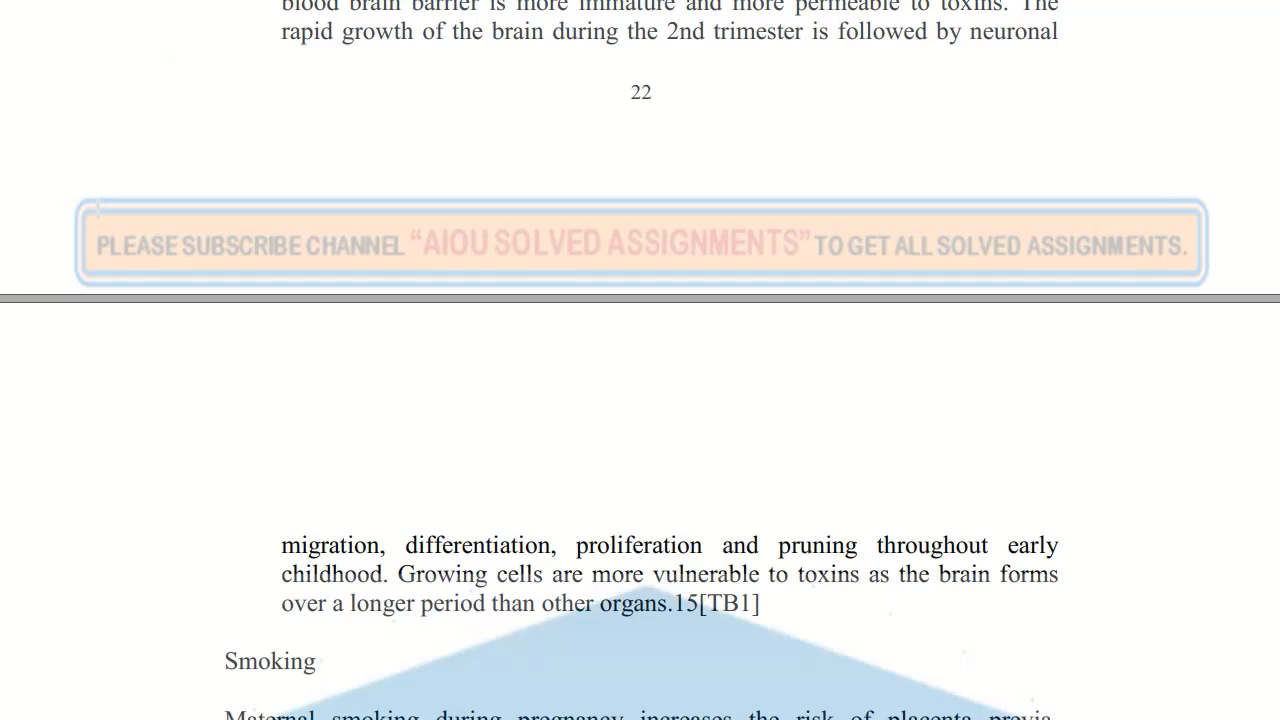 blood brain barrier is more immature and more permeable to toxins. The
rapid growth of the brain during the 2nd trimester is followed by neuronal
22
PLEASE SUBSCRIBE CHANNEL “AIOU SOLVED ASSIGNMENTS” TO GET ALL SOLVED ASSIGNMENTS.
migration, differentiation, proliferation and pruning throughout early
childhood. Growing cells are more vulnerable to toxins as the brain forms
over a longer period than other organs.15[TB1]
Smoking
Maternal smoking during pregnancy increases the risk of placenta previa,